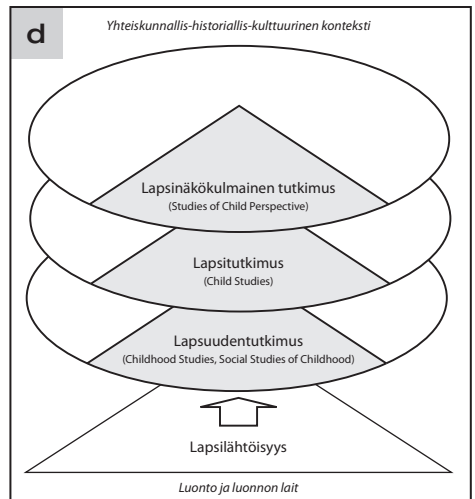 d
Yhteiskunnallis-historiallis-kulttuurinen konteksti
Lapsinäkökulmainen tutkimus
(Studies of Child Perspective)
Lapsitutkimus
(Child Studies)
Lapsuudentutkimus
(Childhood Studies, Social Studies of Childhood)
Lapsilähtöisyys
Luonto ja luonnon lait